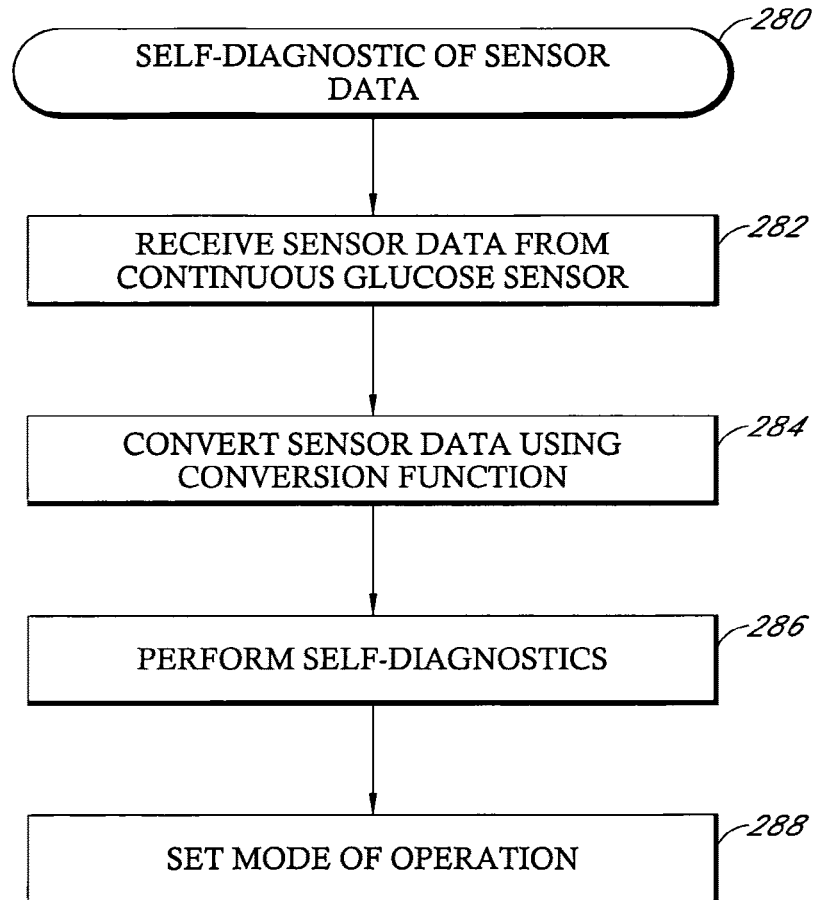 280
SELF-DIAGNOSTIC OF SENSOR
DATA
282
RECEIVE SENSOR DATA FROM
CONTINUOUS GLUCOSE SENSOR
284
CONVERT SENSOR DATA USING
CONVERSION FUNCTION
286
PERFORM SELF-DIAGNOSTICS
288
SET MODE OF OPERATION